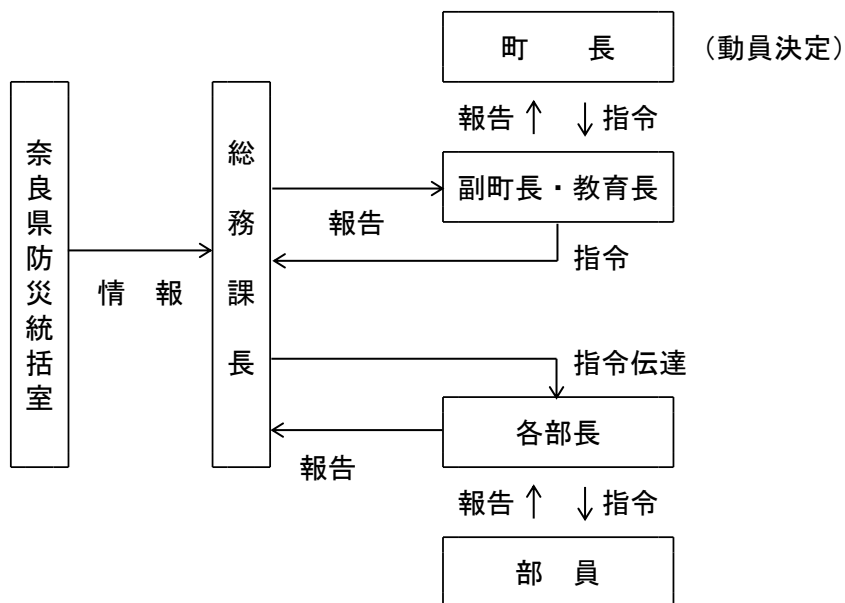 町　長
(動員決定)
報告
指令
奈良県防災統括室
総務課長
副町長・教育長
報告
指令
情　報
指令伝達
各部長
報告
報告
指令
部　員